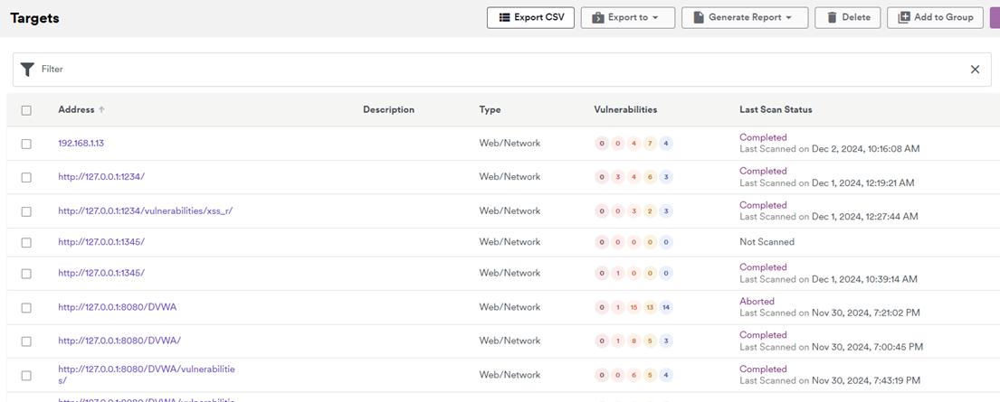 Targets
Export CSV
Export to
Generate Report
Delete
Add to Group
Filter
Address Description Type Vulnerabilities Last Scan Status
192.168.1.13 Web/Network 0 0 4 7 4 Completed
Last Scanned on Dec 2, 2024, 10:16:08 AM
http://127.0.0.1:1234/ Web/Network 0 3 4 6 3 Completed
Last Scanned on Dec 1, 2024, 12:19:21 AM
http://127.0.0.1:1234/vulnerabilities/xss_r/ Web/Network 0 0 3 2 3 Completed
Last Scanned on Dec 1, 2024, 12:27:44 AM
http://127.0.0.1:1345/ Web/Network 0 0 0 0 0 Not Scanned
http://127.0.0.1:1345/ Web/Network 0 1 0 0 0 Completed
Last Scanned on Dec 1, 2024, 10:39:14 AM
http://127.0.0.1:8080/DVWA Web/Network 0 1 15 13 14 Aborted
Last Scanned on Nov 30, 2024, 7:21:02 PM
http://127.0.0.1:8080/DVWA/ Web/Network 0 1 8 5 3 Completed
Last Scanned on Nov 30, 2024, 7:00:45 PM
http://127.0.0.1:8080/DVWA/vulnerabilitie
s/ Web/Network 0 0 6 5 4 Completed
Last Scanned on Nov 30, 2024, 7:43:19 PM
http://127.0.0.1:8080/DVWA/vulnerabilitie